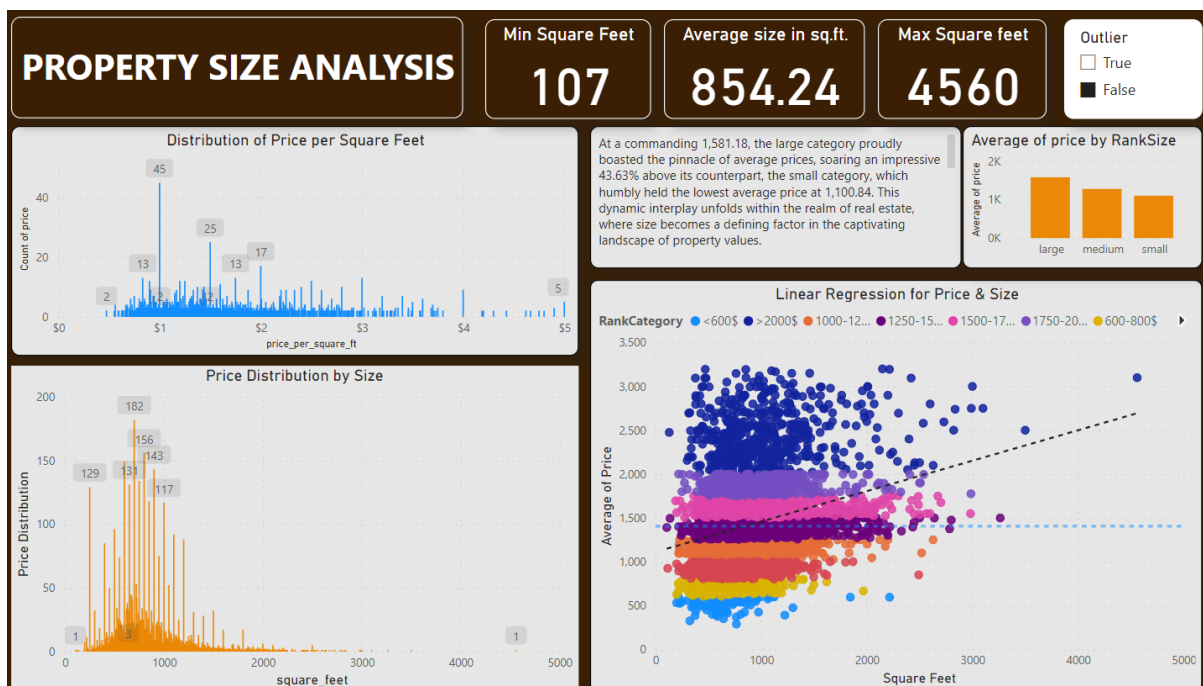 PROPERTY SIZE ANALYSIS
Min Square Feet
107
Average size in sq.ft.
854.24
Max Square feet
4560
Outlier
True
False
Distribution of Price per Square Feet
Count of price
40
20
0
2
13
45
2
25
2
13
17
5
$0
$1
$2
$3
$4
$5
price_per_square_ft
At a commanding 1,581.18, the large category proudly
boasted the pinnacle of average prices, soaring an impressive
43.63% above its counterpart, the small category, which
humbly held the lowest average price at 1,100.84. This
dynamic interplay unfolds within the realm of real estate,
where size becomes a defining factor in the captivating
landscape of property values.
Average of price by RankSize
Average of price
2K
1K
0K
large
medium
small
Price Distribution by Size
Price Distribution
200
150
100
50
0
1
129
131
182
156
143
117
3
1
0
1000
2000
3000
4000
5000
square_feet
Linear Regression for Price & Size
RankCategory
<600$
>2000$
1000-12...
1250-15...
1500-17...
1750-20...
600-800$
Average of Price
3,500
3,000
2,500
2,000
1,500
1,000
500
0
0
1000
2000
3000
4000
5000
Square Feet